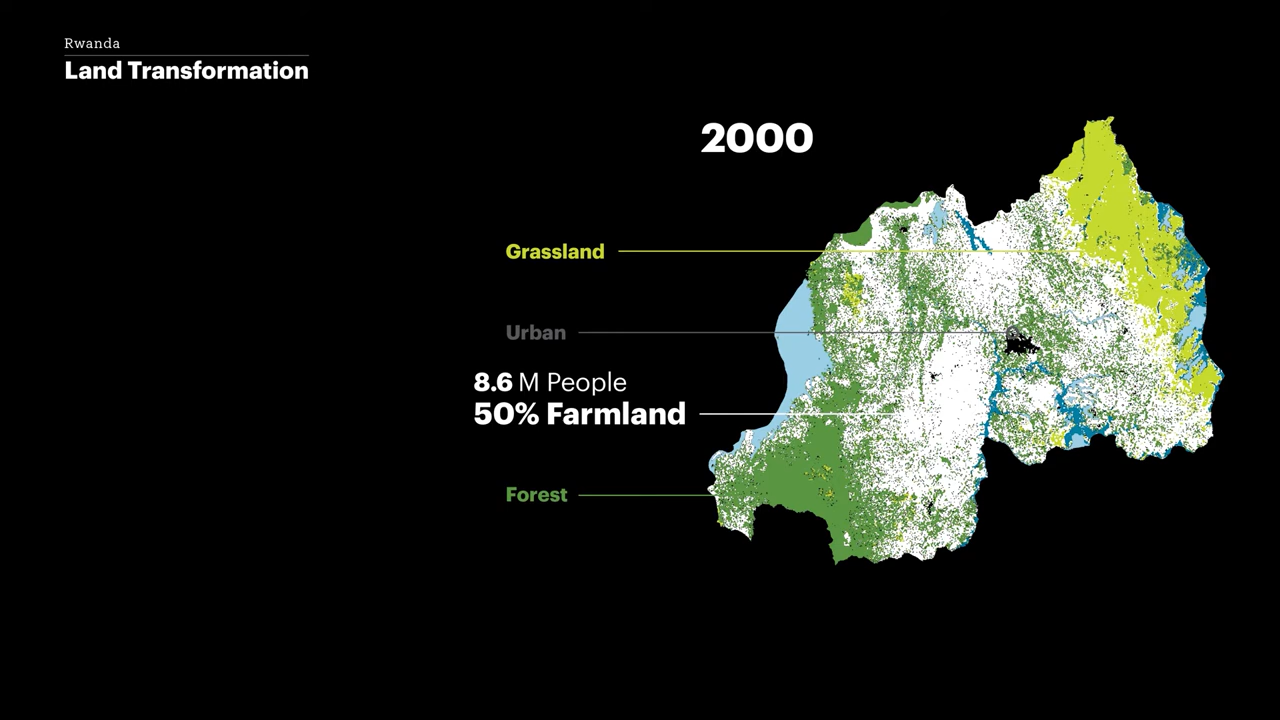 Rwanda
Land Transformation
2000
Grassland
Urban
8.6 M People
50% Farmland
Forest